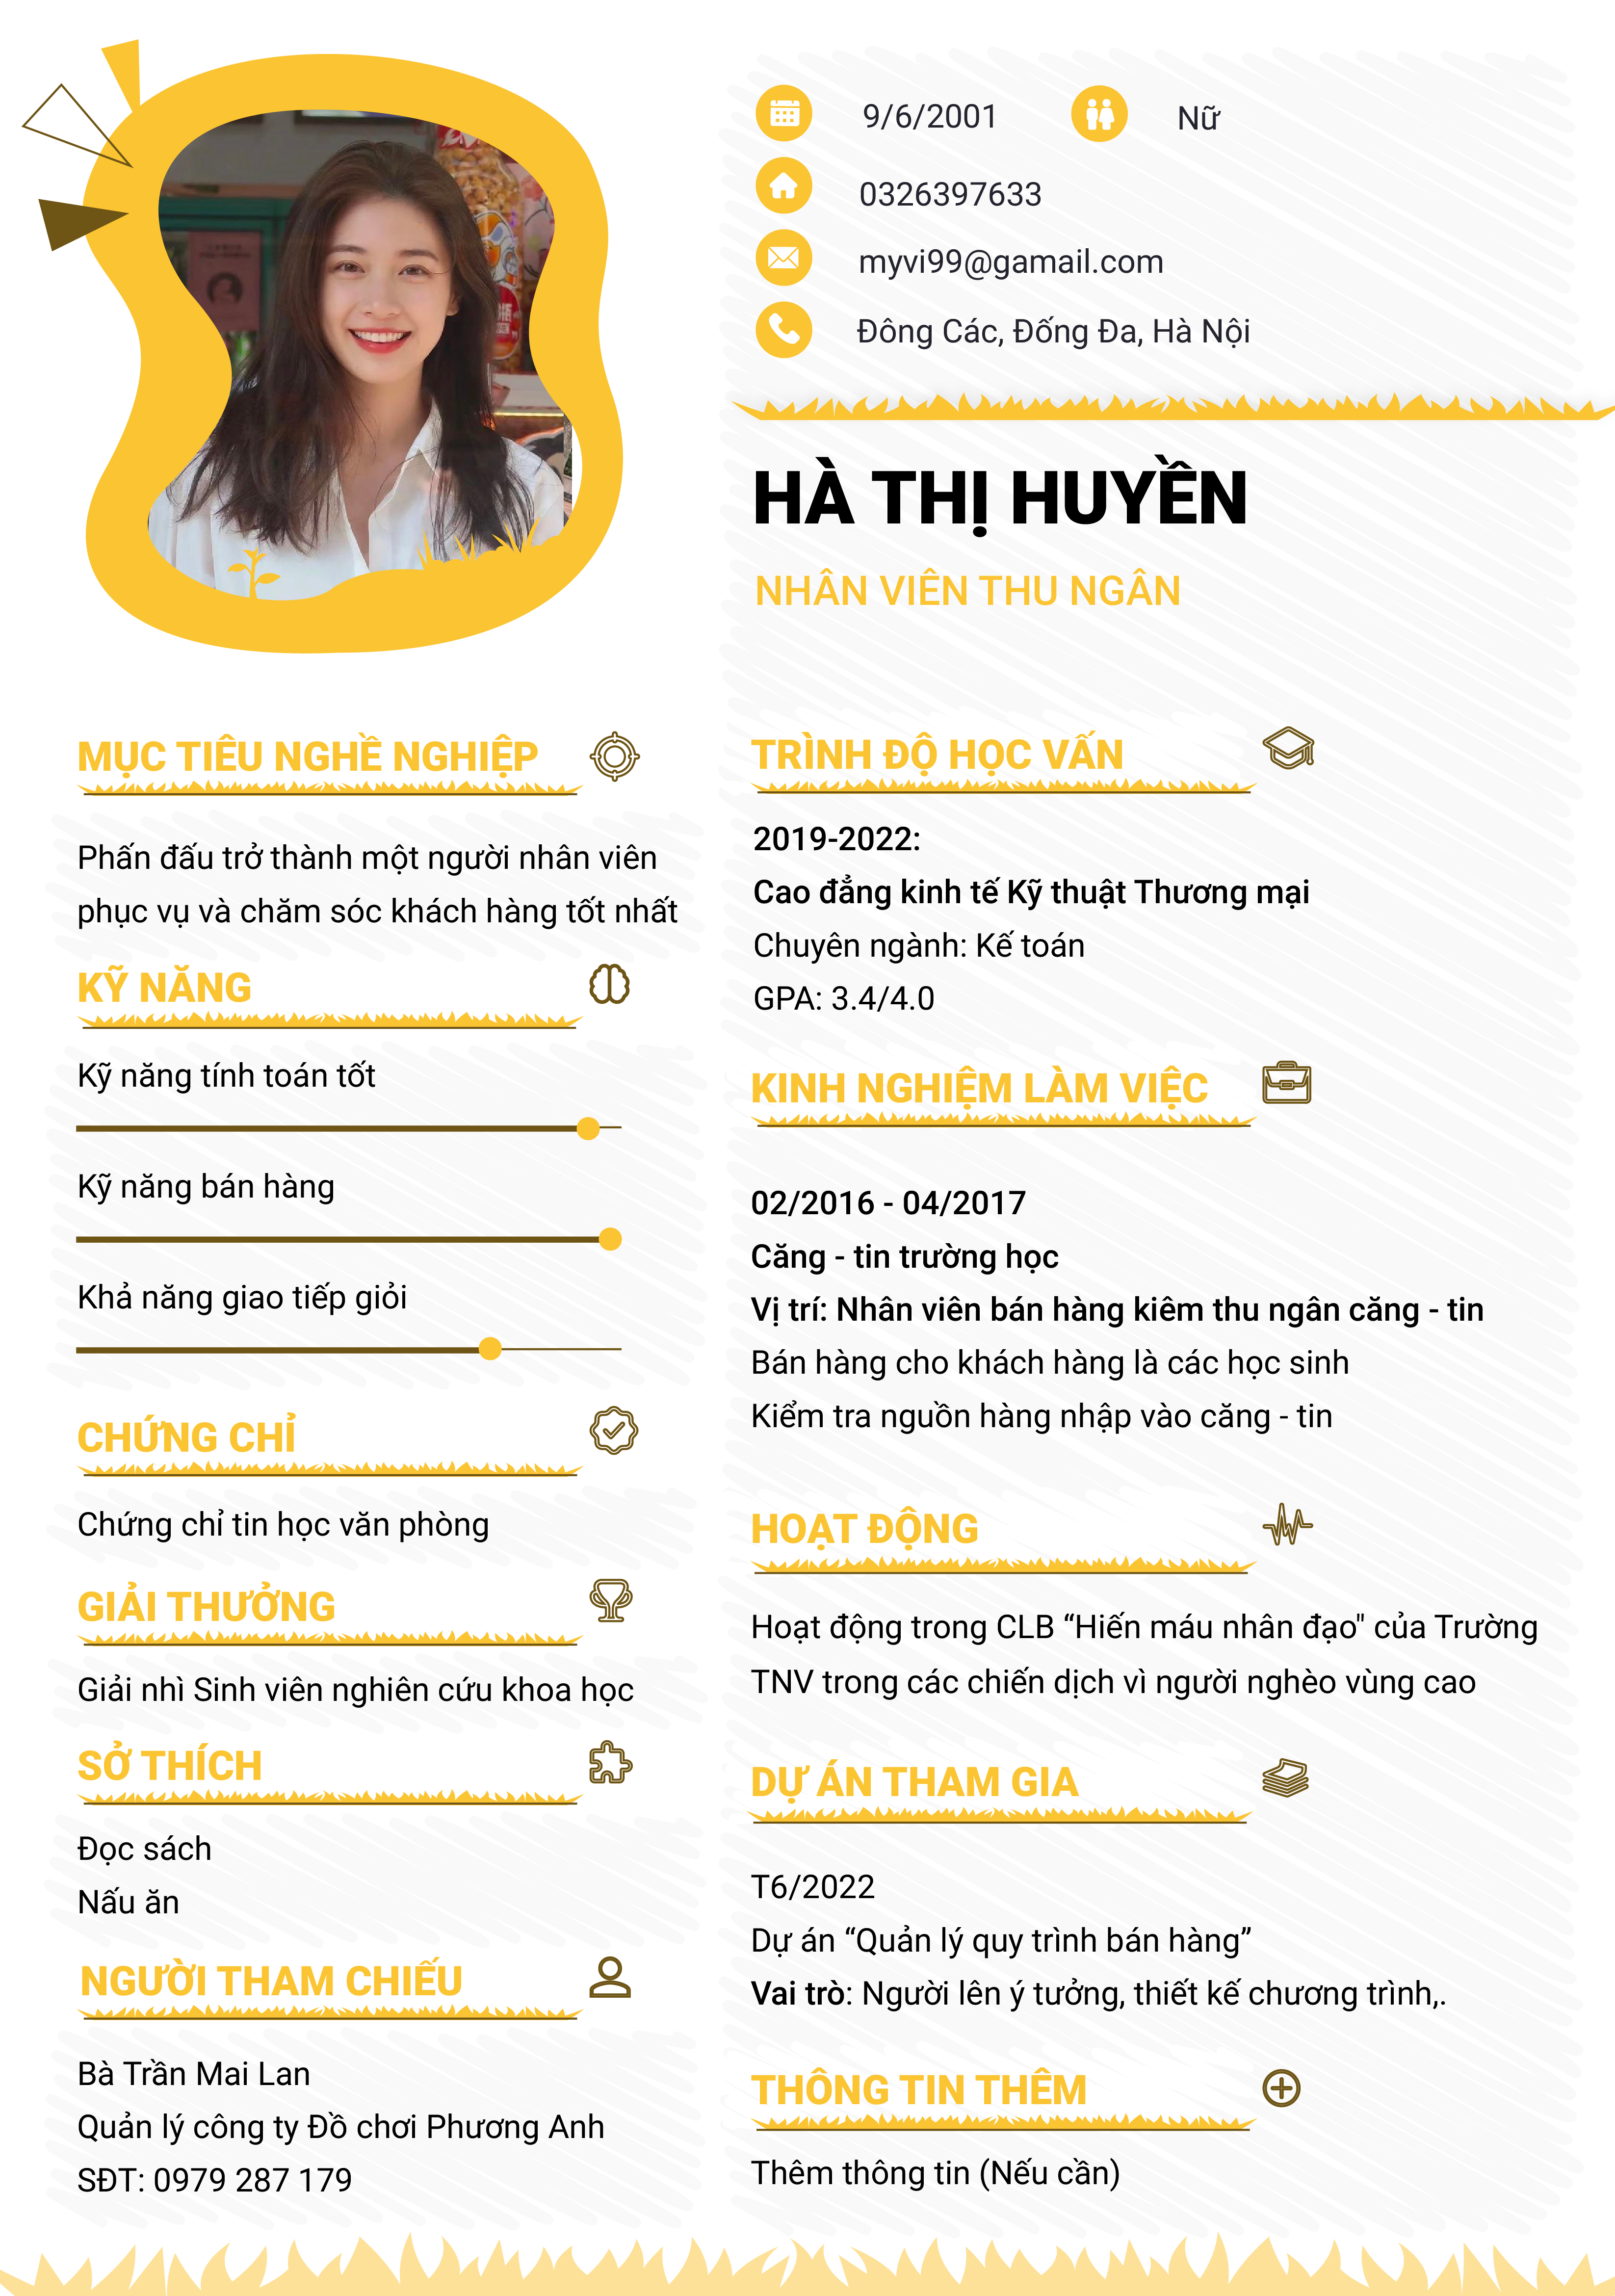 9/6/2001
Nữ
0326397633
myvi99@gamail.com
Đông Các, Đống Đa, Hà Nội
HÀ THỊ HUYỀN
NHÂN VIÊN THU NGÂN
MỤC TIÊU NGHỀ NGHIỆP
Phấn đấu trở thành một người nhân viên
phục vụ và chăm sóc khách hàng tốt nhất
KỸ NĂNG
Kỹ năng tính toán tốt
Kỹ năng bán hàng
Khả năng giao tiếp giỏi
CHỨNG CHỈ
Chứng chỉ tin học văn phòng
GIẢI THƯỞNG
Giải nhì Sinh viên nghiên cứu khoa học
SỞ THÍCH
Đọc sách
Nấu ăn
NGƯỜI THAM CHIẾU
Bà Trần Mai Lan
Quản lý công ty Đồ chơi Phương Anh
SĐT: 0979 287 179
TRÌNH ĐỘ HỌC VẤN
2019-2022:
Cao đẳng kinh tế Kỹ thuật Thương mại
Chuyên ngành: Kế toán
GPA: 3.4/4.0
KINH NGHIỆM LÀM VIỆC
02/2016 - 04/2017
Căng - tin trường học
Vị trí: Nhân viên bán hàng kiêm thu ngân căng - tin
Bán hàng cho khách hàng là các học sinh
Kiểm tra nguồn hàng nhập vào căng - tin
HOẠT ĐỘNG
Hoạt động trong CLB “Hiến máu nhân đạo" của Trường
TNV trong các chiến dịch vì người nghèo vùng cao
DỰ ÁN THAM GIA
T6/2022
Dự án “Quản lý quy trình bán hàng”
Vai trò: Người lên ý tưởng, thiết kế chương trình,.
THÔNG TIN THÊM
Thêm thông tin (Nếu cần)